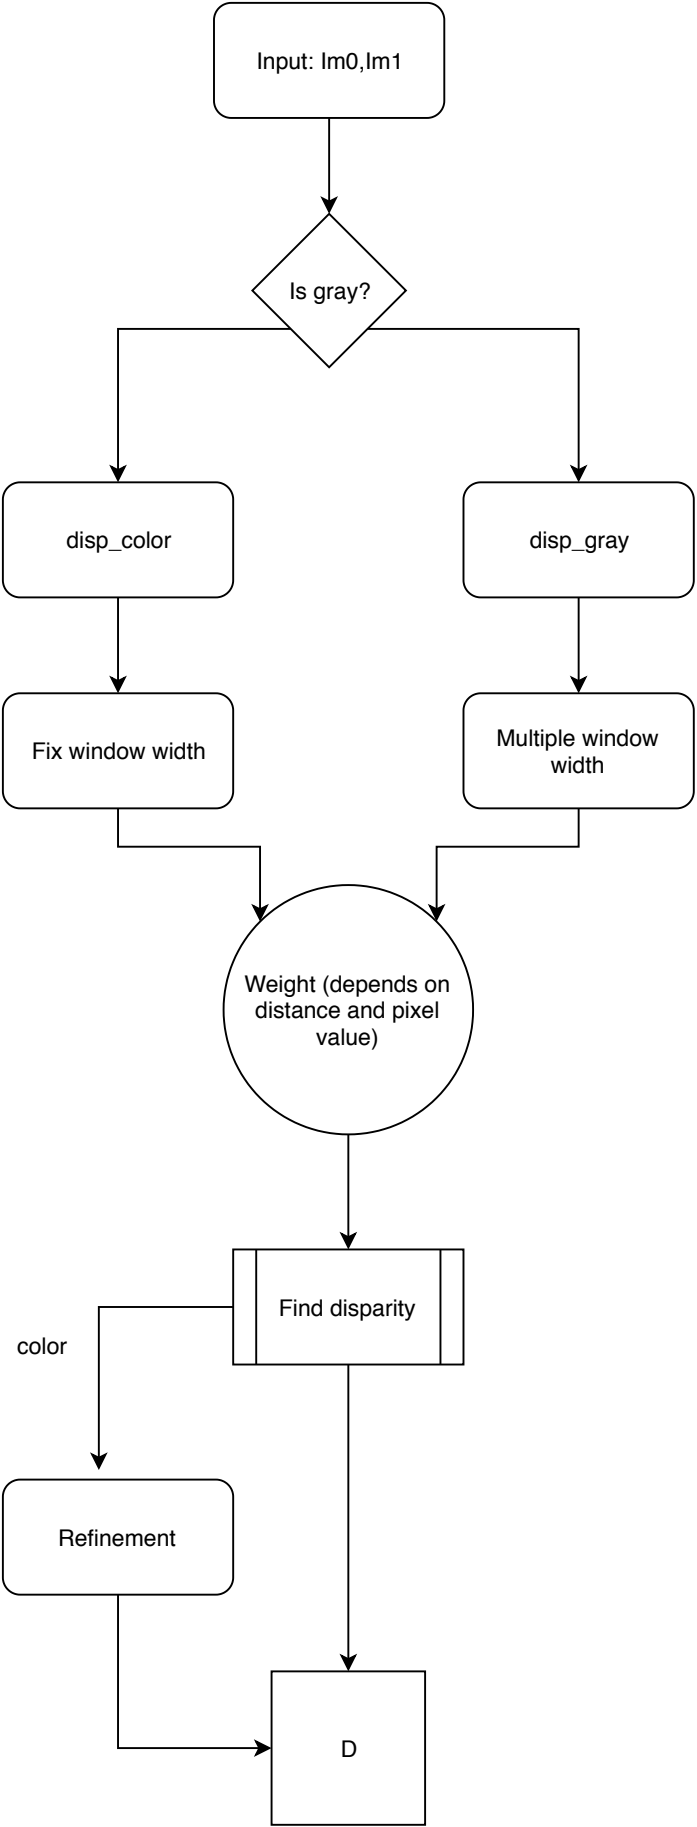 Input: Im0,Im1
Is gray?
disp_color
disp_gray
Fix window width
Multiple window
width
Weight (depends on
distance and pixel
value)
Find disparity
color
Refinement
D